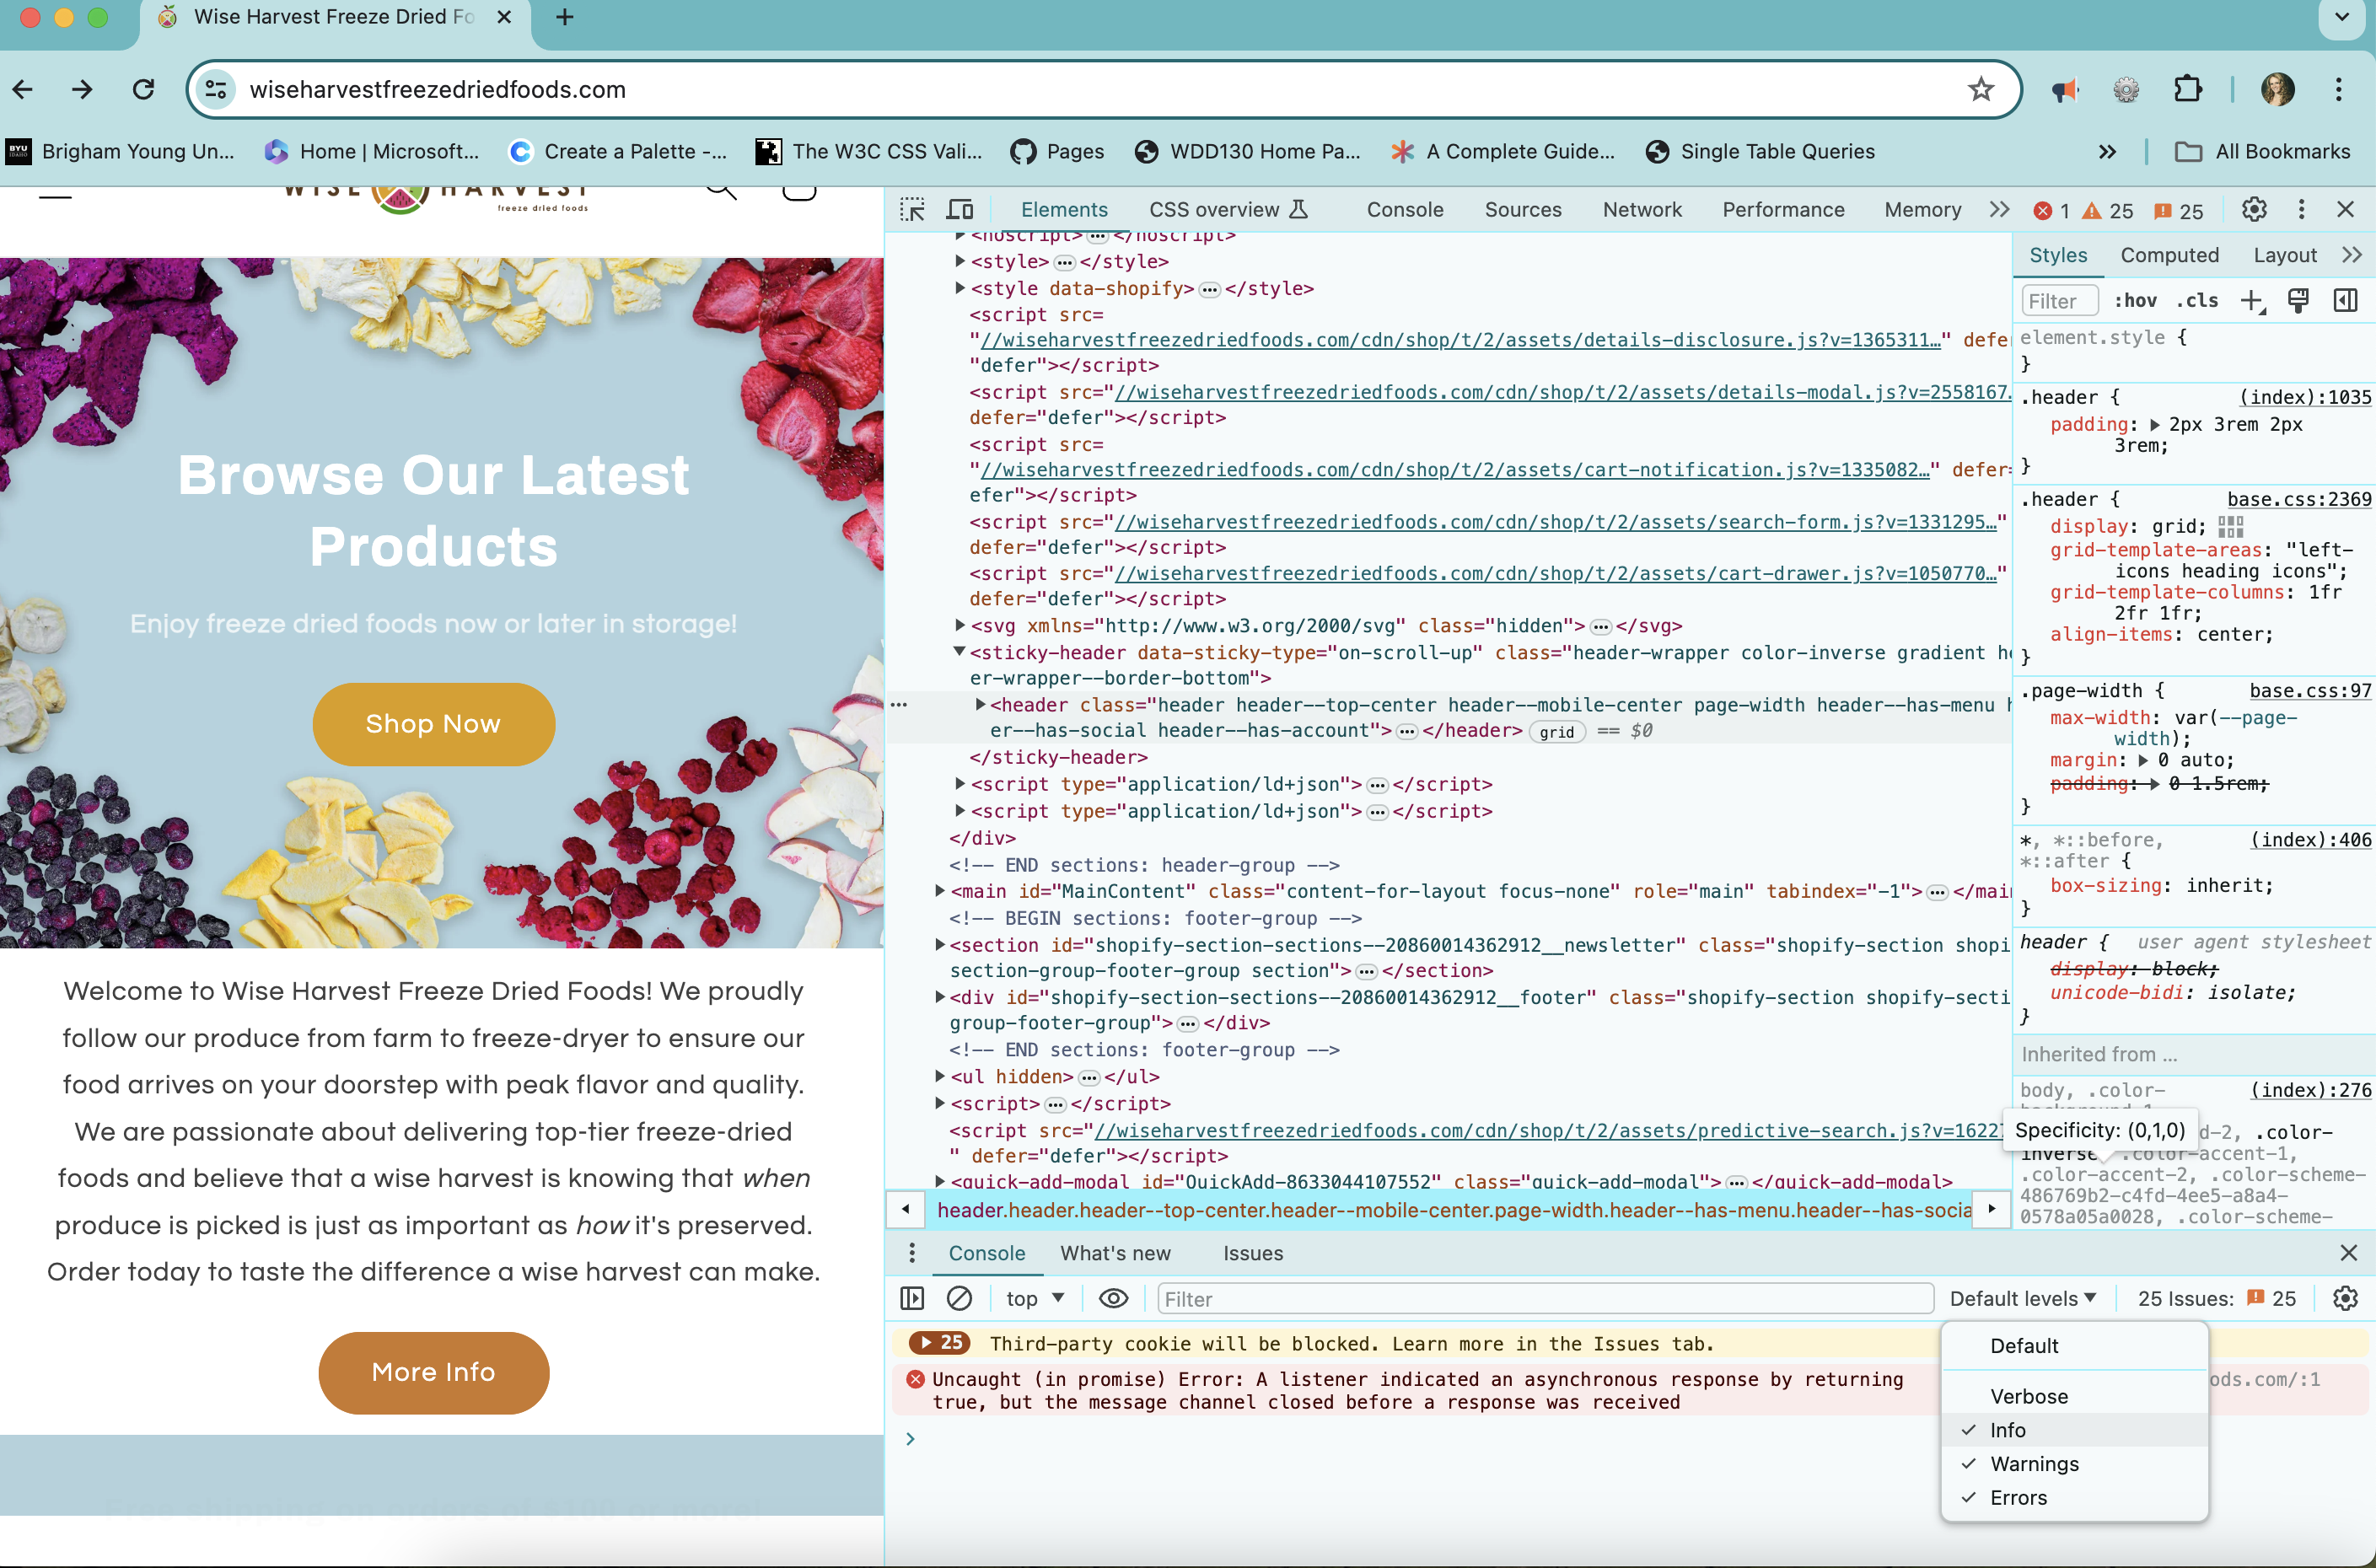 Wise Harvest Freeze Dried Fo
wiseharvestfreezedriedfoods.com
BYU
IDAHO
Brigham Young Un...
Home | Microsoft...
Create a Palette -...
The W3C CSS Vali...
Pages
WDD130 Home Pa...
A Complete Guide...
Single Table Queries
»
All Bookmarks
WISE HARVEST
freeze dried foods
Browse Our Latest
Products
Enjoy freeze dried foods now or later in storage!
Shop Now
Welcome to Wise Harvest Freeze Dried Foods! We proudly
follow our produce from farm to freeze-dryer to ensure our
food arrives on your doorstep with peak flavor and quality.
We are passionate about delivering top-tier freeze-dried
foods and believe that a wise harvest is knowing that when
produce is picked is just as important as how it's preserved.
Order today to taste the difference a wise harvest can make.
More Info
Free shipping on orders of $100 or more!
Elements CSS overview Console Sources Network Performance Memory » 1 25 25
<noscript>…</noscript>
<style>…</style>
<style data-shopify>…</style>
<script src=
"//wiseharvestfreezedriedfoods.com/cdn/shop/t/2/assets/details-disclosure.js?v=1365311…" defe
"defer"></script>
<script src="//wiseharvestfreezedriedfoods.com/cdn/shop/t/2/assets/details-modal.js?v=2558167…
defer="defer"></script>
<script src=
"//wiseharvestfreezedriedfoods.com/cdn/shop/t/2/assets/cart-notification.js?v=1335082…" defer=
efer"></script>
<script src="//wiseharvestfreezedriedfoods.com/cdn/shop/t/2/assets/search-form.js?v=1331295…"
defer="defer"></script>
<script src="//wiseharvestfreezedriedfoods.com/cdn/shop/t/2/assets/cart-drawer.js?v=1050770…"
defer="defer"></script>
<svg xmlns="http://www.w3.org/2000/svg" class="hidden">…</svg>
<sticky-header data-sticky-type="on-scroll-up" class="header-wrapper color-inverse gradient he
er-wrapper--border-bottom">
<header class="header header--top-center header--mobile-center page-width header--has-menu h
er--has-social header--has-account">…</header> grid == $0
</sticky-header>
<script type="application/ld+json">…</script>
<script type="application/ld+json">…</script>
</div>
<!-- END sections: header-group -->
<main id="MainContent" class="content-for-layout focus-none" role="main" tabindex="-1">…</mai
<!-- BEGIN sections: footer-group -->
<section id="shopify-section-sections--20860014362912__newsletter" class="shopify-section shopi
section-group-footer-group section">…</section>
<div id="shopify-section-sections--20860014362912__footer" class="shopify-section shopify-secti
group-footer-group">…</div>
<!-- END sections: footer-group -->
<ul hidden>…</ul>
<script>…</script>
<script src="//wiseharvestfreezedriedfoods.com/cdn/shop/t/2/assets/predictive-search.js?v=1622
" defer="defer"></script>
<quick-add-modal id="QuickAdd-8633044107552" class="quick-add-modal">…</quick-add-modal>
header.header.header--top-center.header--mobile-center.page-width.header--has-menu.header--has-socia
Styles Computed Layout »
Filter :hov .cls
element.style {
}
.header { (index):1035
padding: 2px 3rem 2px
3rem;
}
.header { base.css:2369
display: grid;
grid-template-areas: "left-
icons heading icons";
grid-template-columns: 1fr
2fr 1fr;
align-items: center;
}
.page-width { base.css:97
max-width: var(--page-
width);
margin: 0 auto;
padding: 0 1.5rem;
}
*, *::before, (index):406
*::after {
box-sizing: inherit;
}
header { user agent stylesheet
display: block;
unicode-bidi: isolate;
}
Inherited from ...
body, .color- (index):276
Specificity: (0,1,0)
d-2, .color-
inverse, .color-accent-1,
.color-accent-2, .color-scheme-
486769b2-c4fd-4ee5-a8a4-
0578a05a0028, .color-scheme-
Console What's new Issues
top Filter Default levels 25 Issues: 25
25 Third-party cookie will be blocked. Learn more in the Issues tab.
Uncaught (in promise) Error: A listener indicated an asynchronous response by returning ods.com/:1
true, but the message channel closed before a response was received
Default
Verbose
Info
Warnings
Errors